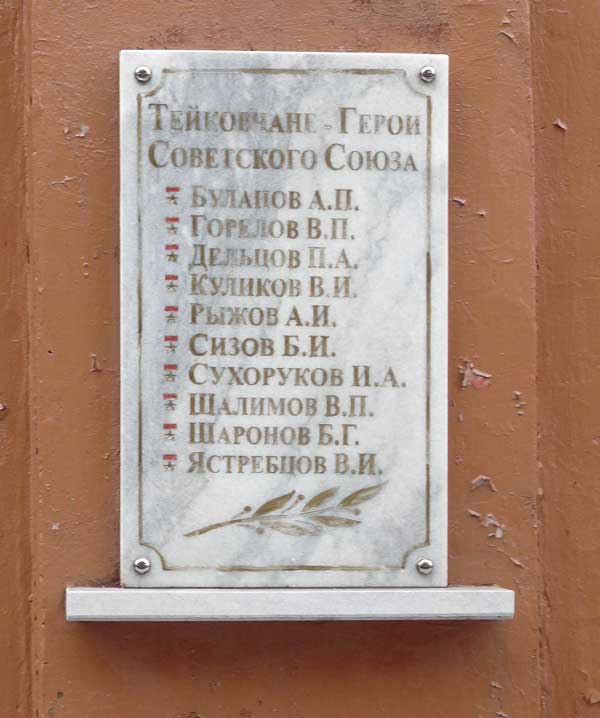 Тейковчане - Герои
Советского Союза
Буланов А.П.
Горелов В.П.
Дельцов П.А.
Куликов В.И.
Рыжов А.И.
Сизов Б.И.
Сухоруков И.А.
Шалимов В.П.
Шаронов Б.Г.
Ястребцов В.И.